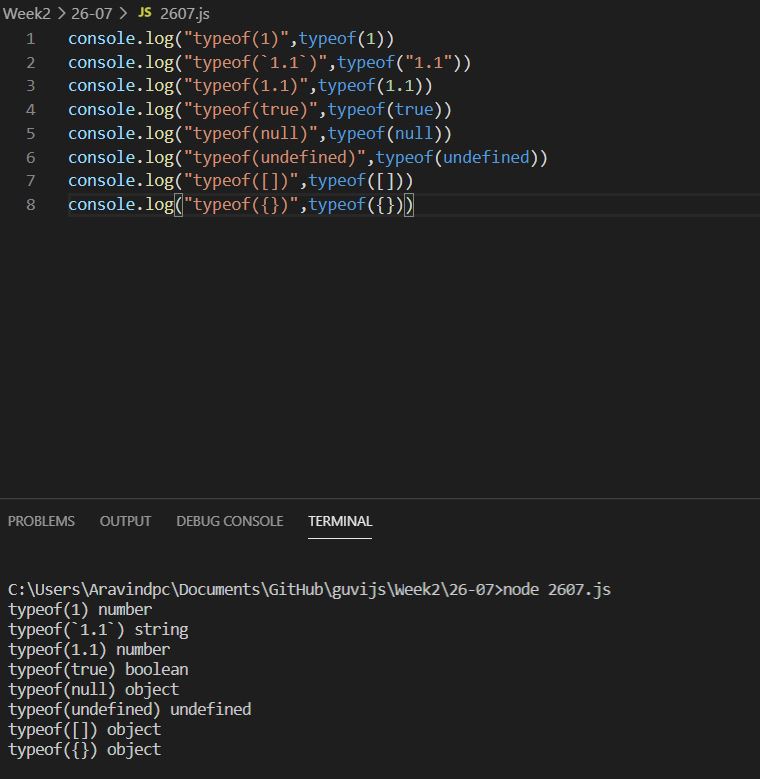 Week2 > 26-07 > JS 2607.js
1 console.log("typeof(1)",typeof(1))
2 console.log("typeof(`1.1`)",typeof("1.1"))
3 console.log("typeof(1.1)",typeof(1.1))
4 console.log("typeof(true)",typeof(true))
5 console.log("typeof(null)",typeof(null))
6 console.log("typeof(undefined)",typeof(undefined))
7 console.log("typeof([])",typeof([]))
8 console.log("typeof({})",typeof({}))
PROBLEMS OUTPUT DEBUG CONSOLE TERMINAL
C:\Users\Aravindpc\Documents\GitHub\guvijs\Week2\26-07>node 2607.js
typeof(1) number
typeof(`1.1`) string
typeof(1.1) number
typeof(true) boolean
typeof(null) object
typeof(undefined) undefined
typeof([]) object
typeof({}) object